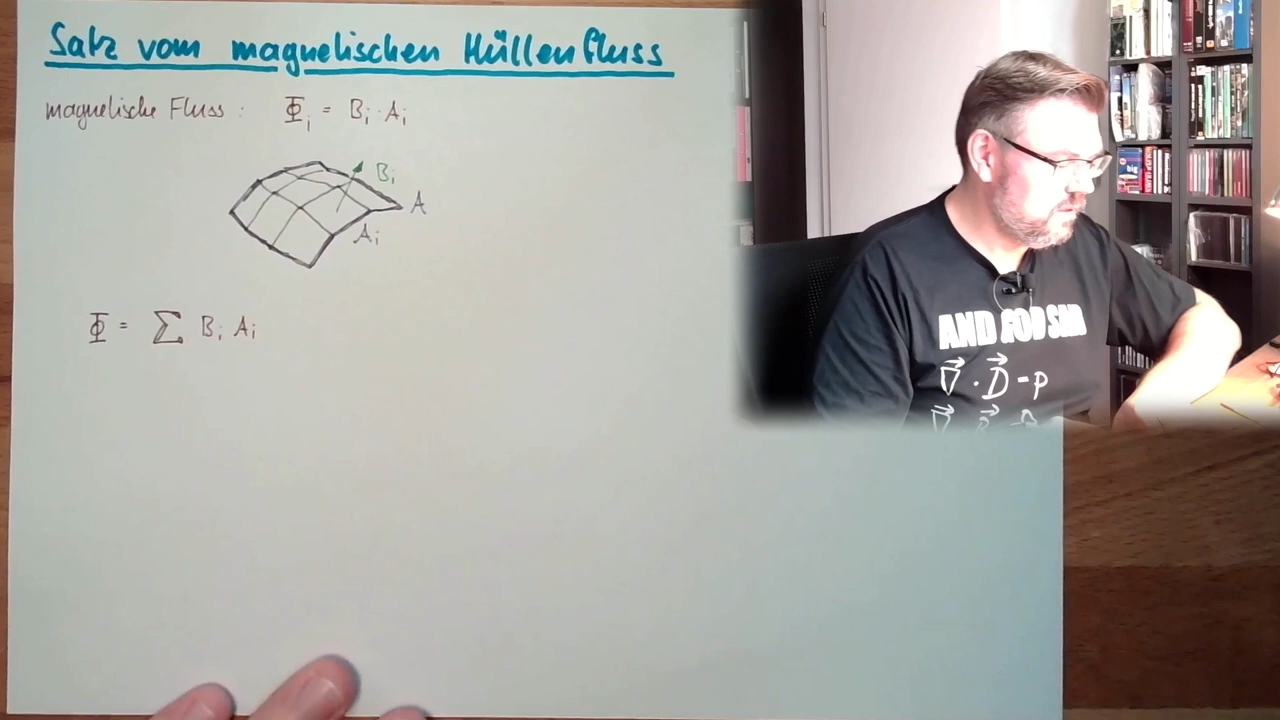 Satz vom magnetischen Hüllenfluss
magnetische Fluss: Φᵢ = Bᵢ · Aᵢ
Bᵢ
A
Aᵢ
Φ = ∑ Bᵢ Aᵢ
AND GOD SAID
∇⃗ · D⃗ = ρ